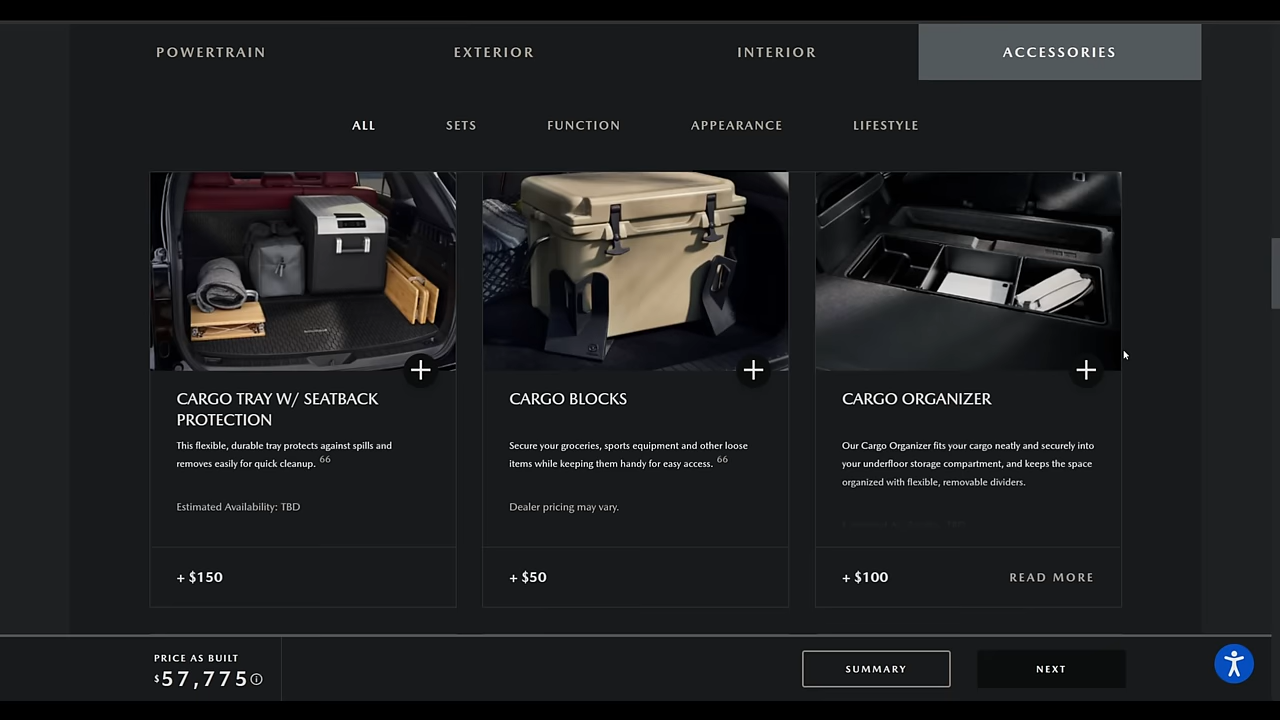 POWERTRAIN
EXTERIOR
INTERIOR
ACCESSORIES
ALL
SETS
FUNCTION
APPEARANCE
LIFESTYLE
CARGO TRAY W/ SEATBACK
PROTECTION
This flexible, durable tray protects against spills and
removes easily for quick cleanup. 66
Estimated Availability: TBD
+ $150
CARGO BLOCKS
Secure your groceries, sports equipment and other loose
items while keeping them handy for easy access. 66
Dealer pricing may vary.
+ $50
CARGO ORGANIZER
Our Cargo Organizer fits your cargo neatly and securely into
your underfloor storage compartment, and keeps the space
organized with flexible, removable dividers.
+ $100
READ MORE
PRICE AS BUILT
$57,775
SUMMARY
NEXT